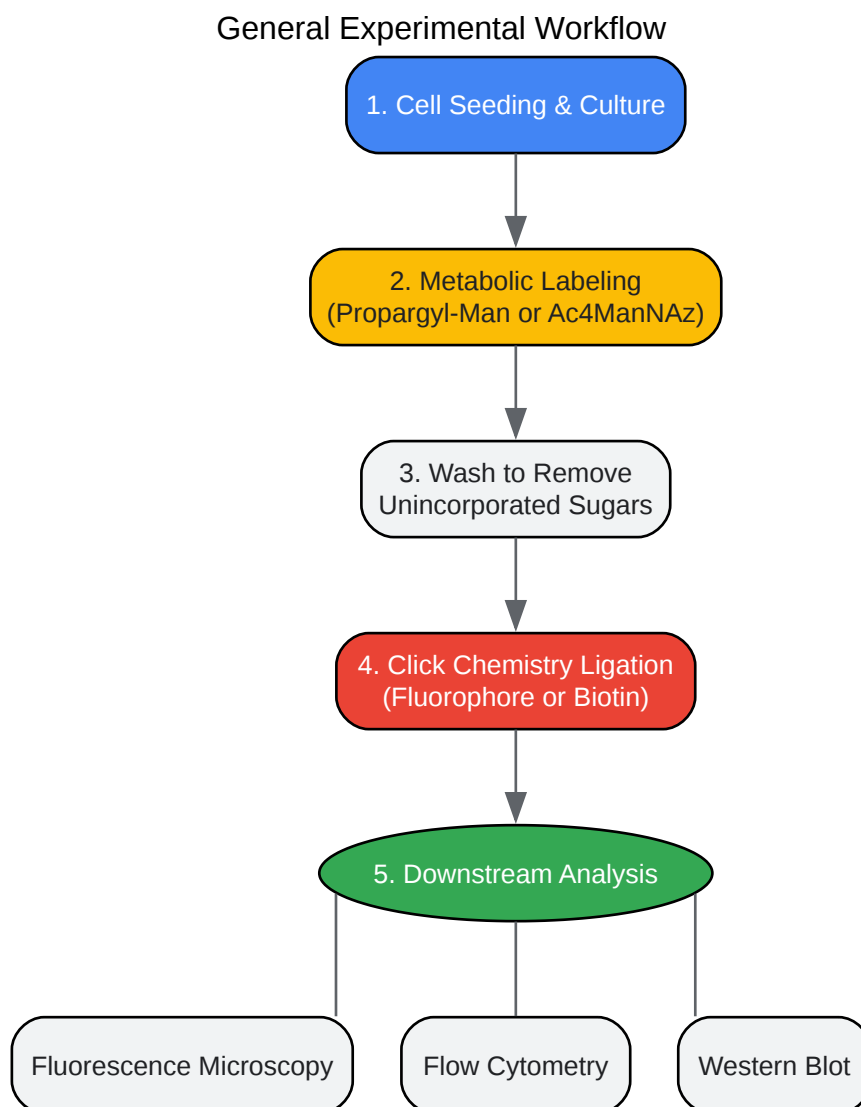 General Experimental Workflow
1. Cell Seeding & Culture
2. Metabolic Labeling
(Propargyl-Man or Ac4ManNAz)
3. Wash to Remove
Unincorporated Sugars
4. Click Chemistry Ligation
(Fluorophore or Biotin)
5. Downstream Analysis
Fluorescence Microscopy
Flow Cytometry
Western Blot